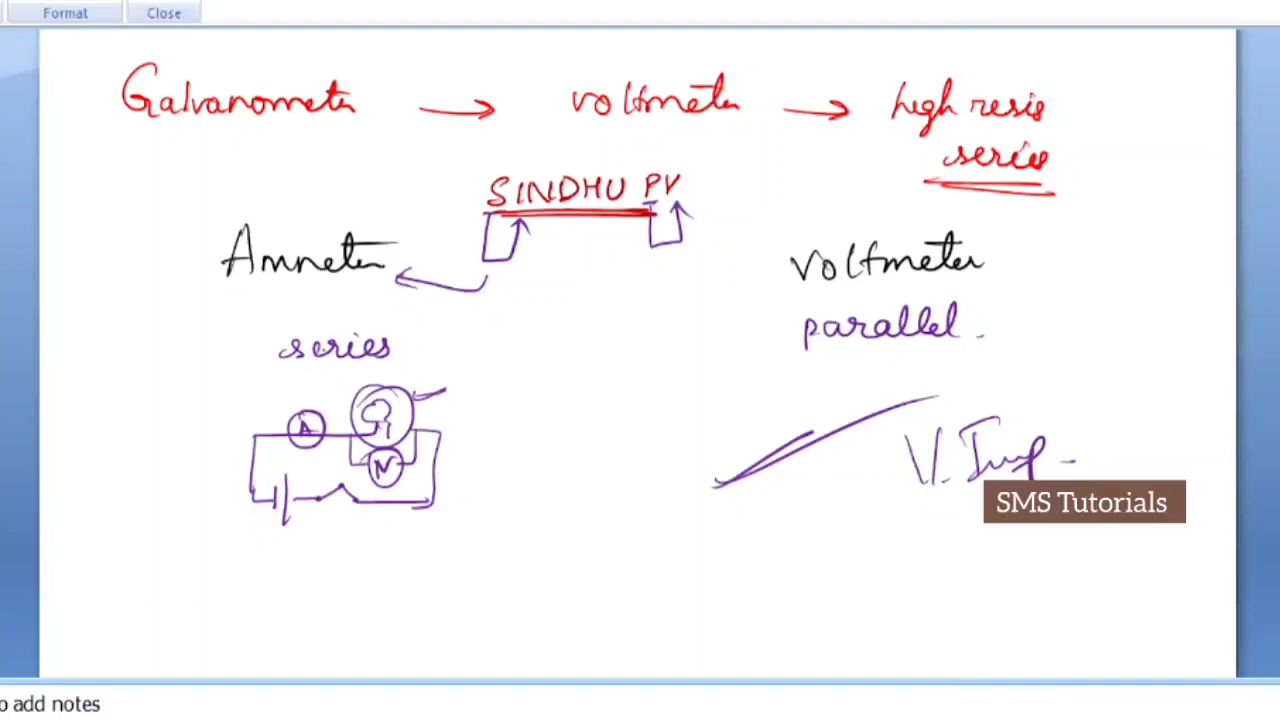 Format Close
Galvanometer → voltmeter → high resis
series
SINDHU PV
Ammeter voltmeter
series parallel.
A
V
V. Imp
SMS Tutorials
o add notes